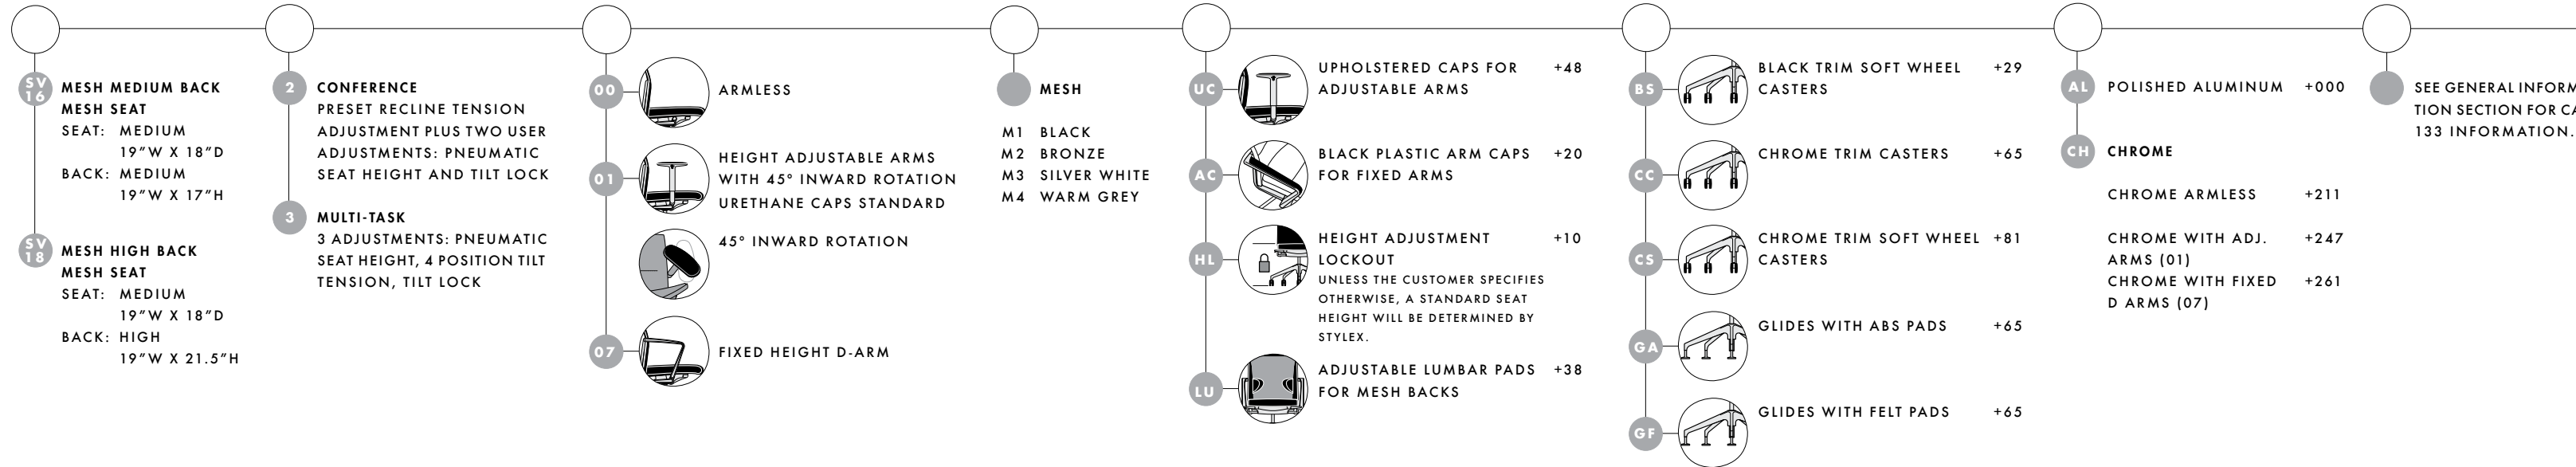 SV
16
MESH MEDIUM BACK
MESH SEAT
SEAT: MEDIUM
19"W X 18"D
BACK: MEDIUM
19"W X 17"H
SV
18
MESH HIGH BACK
MESH SEAT
SEAT: MEDIUM
19"W X 18"D
BACK: HIGH
19"W X 21.5"H
2
CONFERENCE
PRESET RECLINE TENSION
ADJUSTMENT PLUS TWO USER
ADJUSTMENTS: PNEUMATIC
SEAT HEIGHT AND TILT LOCK
3
MULTI-TASK
3 ADJUSTMENTS: PNEUMATIC
SEAT HEIGHT, 4 POSITION TILT
TENSION, TILT LOCK
00
ARMLESS
01
HEIGHT ADJUSTABLE ARMS
WITH 45° INWARD ROTATION
URETHANE CAPS STANDARD
45° INWARD ROTATION
07
FIXED HEIGHT D-ARM
MESH
M1 BLACK
M2 BRONZE
M3 SILVER WHITE
M4 WARM GREY
UC
UPHOLSTERED CAPS FOR +48
ADJUSTABLE ARMS
AC
BLACK PLASTIC ARM CAPS +20
FOR FIXED ARMS
HL
HEIGHT ADJUSTMENT +10
LOCKOUT
UNLESS THE CUSTOMER SPECIFIES
OTHERWISE, A STANDARD SEAT
HEIGHT WILL BE DETERMINED BY
STYLEX.
LU
ADJUSTABLE LUMBAR PADS +38
FOR MESH BACKS
BS
BLACK TRIM SOFT WHEEL +29
CASTERS
CC
CHROME TRIM CASTERS +65
CS
CHROME TRIM SOFT WHEEL +81
CASTERS
GA
GLIDES WITH ABS PADS +65
GF
GLIDES WITH FELT PADS +65
AL
POLISHED ALUMINUM +000
CH
CHROME
CHROME ARMLESS +211
CHROME WITH ADJ. +247
ARMS (01)
CHROME WITH FIXED +261
D ARMS (07)
SEE GENERAL INFORM
TION SECTION FOR CA
133 INFORMATION.